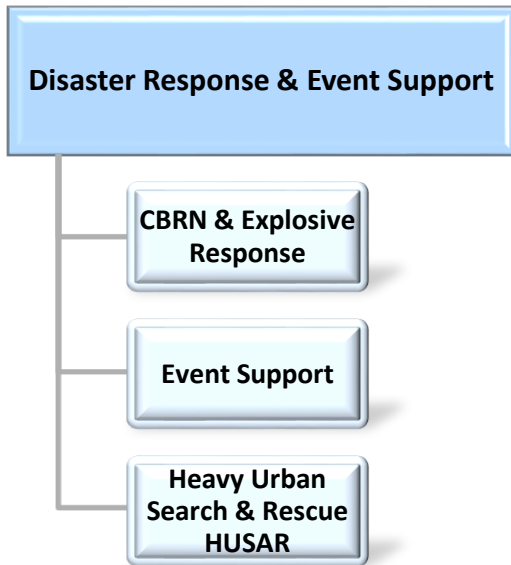 Disaster Response & Event Support
CBRN & Explosive
Response
Event Support
Heavy Urban
Search & Rescue
HUSAR